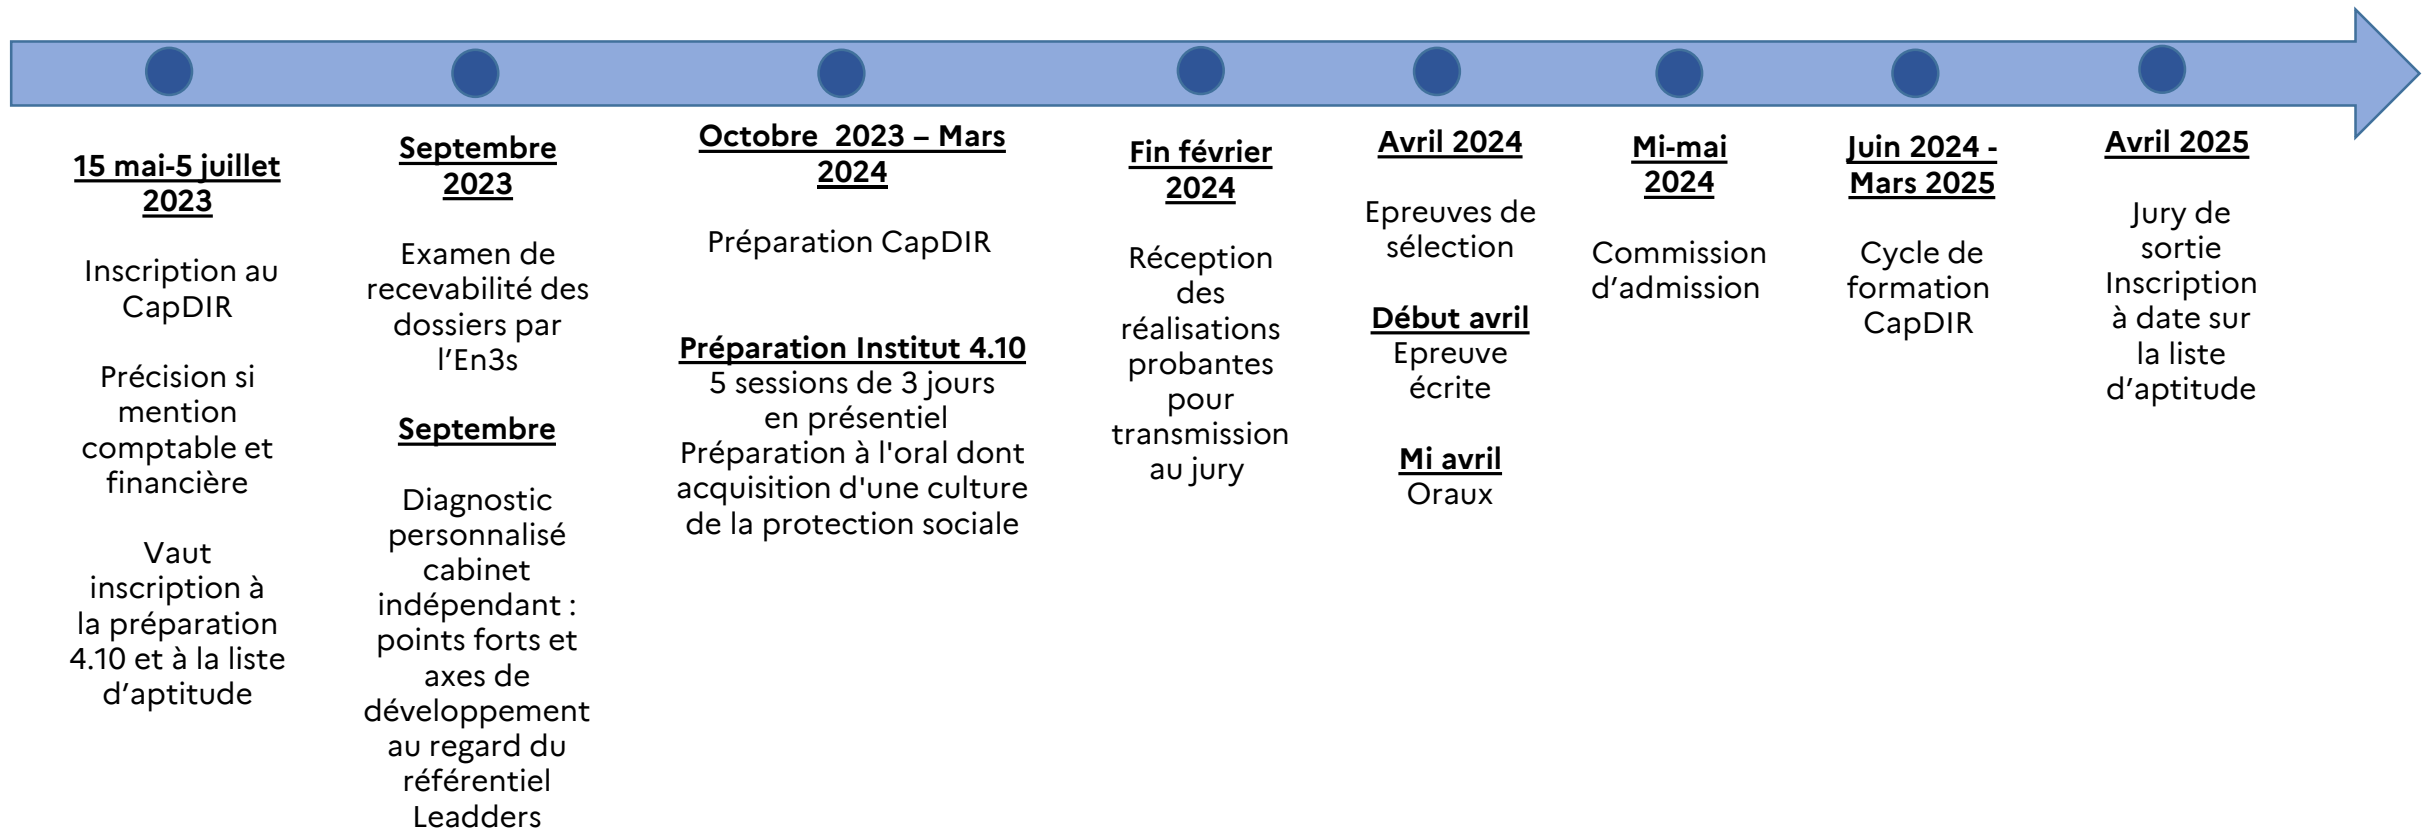 15 mai-5 juillet
2023
Inscription au
CapDIR
Précision si
mention
comptable et
financière
Vaut
inscription à
la préparation
4.10 et à la liste
d’aptitude
Septembre
2023
Examen de
recevabilité des
dossiers par
l’En3s
Septembre
Diagnostic
personnalisé
cabinet
indépendant :
points forts et
axes de
développement
au regard du
référentiel
Leadders
Octobre 2023 – Mars
2024
Préparation CapDIR
Préparation Institut 4.10
5 sessions de 3 jours
en présentiel
Préparation à l'oral dont
acquisition d'une culture
de la protection sociale
Fin février
2024
Réception
des
réalisations
probantes
pour
transmission
au jury
Avril 2024
Epreuves de
sélection
Début avril
Epreuve
écrite
Mi avril
Oraux
Mi-mai
2024
Commission
d’admission
Juin 2024 -
Mars 2025
Cycle de
formation
CapDIR
Avril 2025
Jury de
sortie
Inscription
à date sur
la liste
d’aptitude